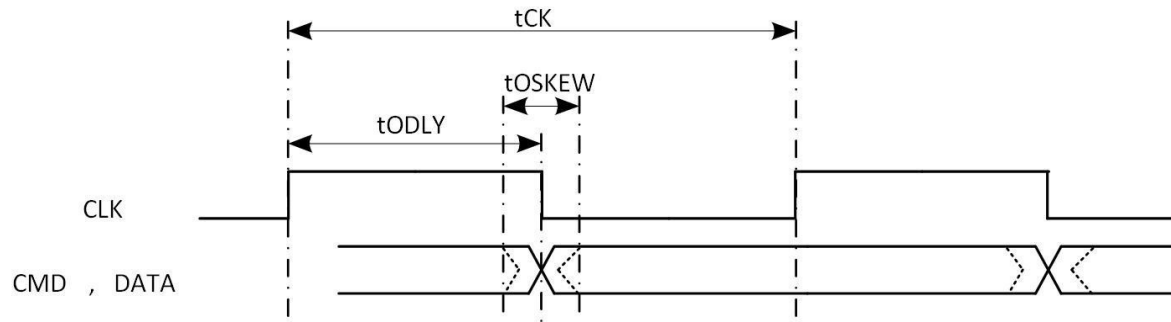 tCK
tOSKEW
tODLY
CLK
CMD , DATA